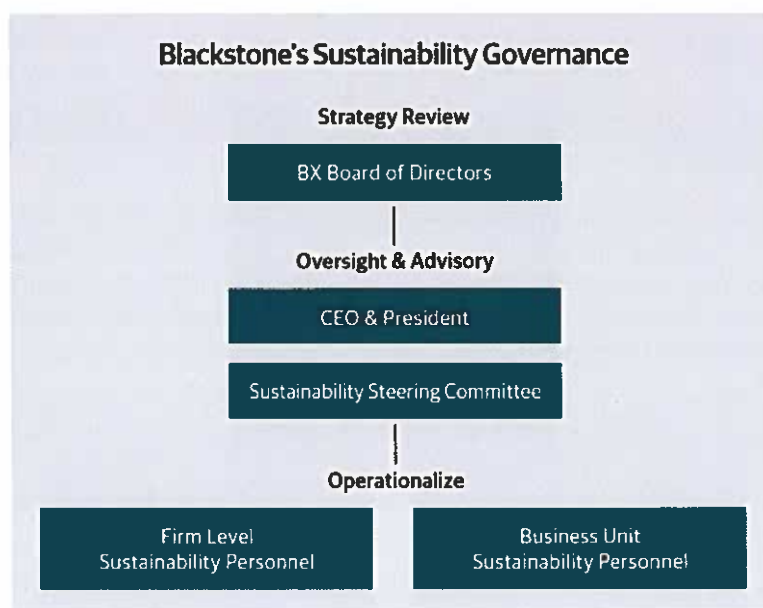 Blackstone's Sustainability Governance
Strategy Review
BX Board of Directors
Oversight & Advisory
CEO & President
Sustainability Steering Committee
Operationalize
Firm Level
Sustainability Personnel
Business Unit
Sustainability Personnel